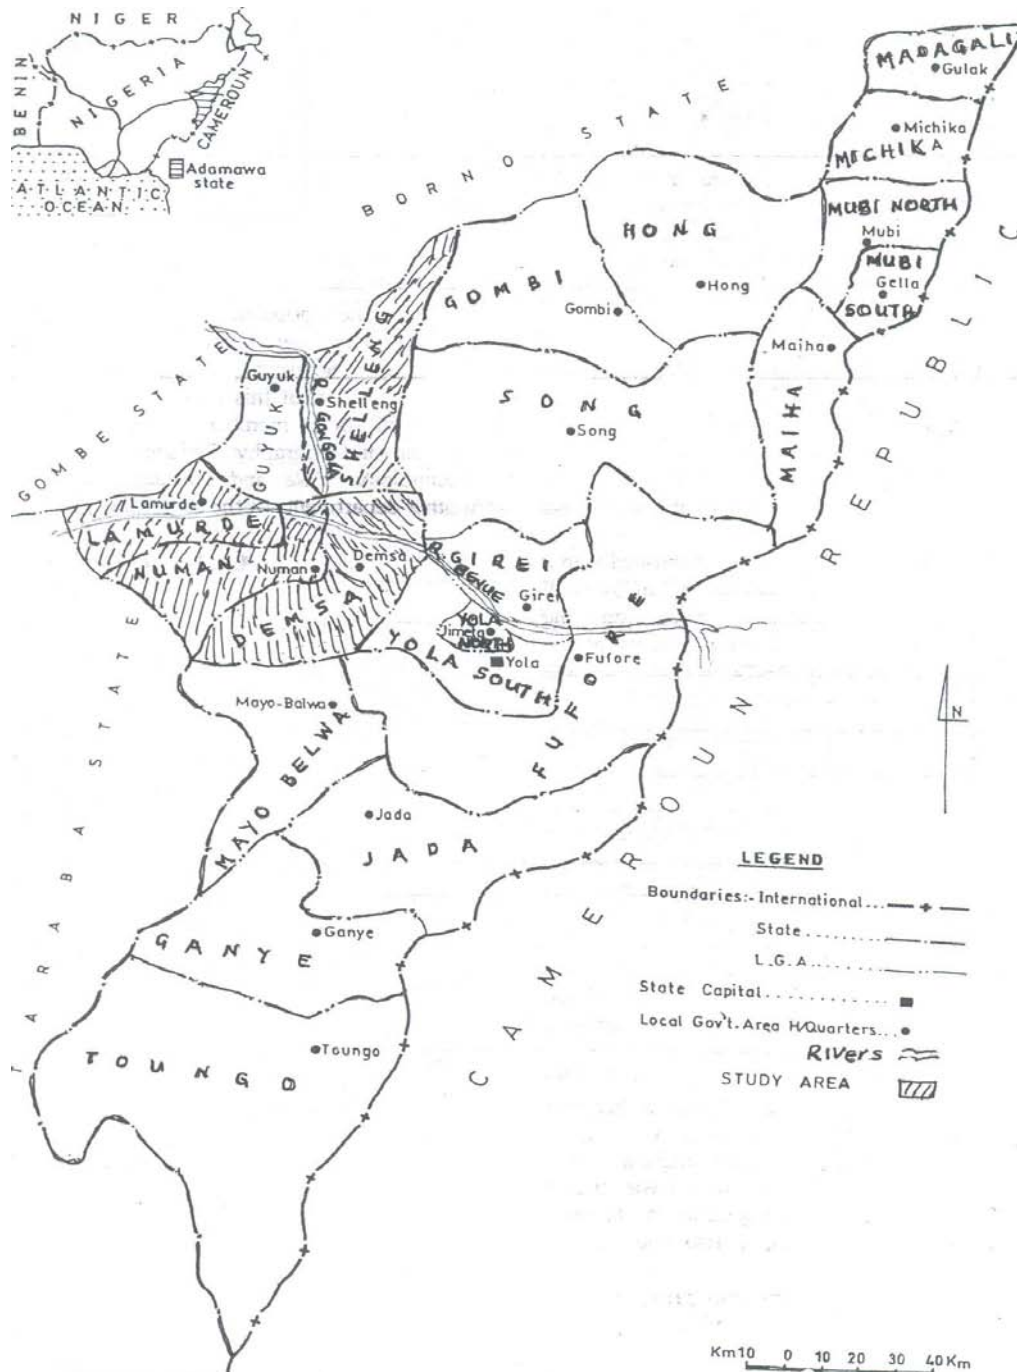 NIGER
BENIN
NIGERIA
CAMEROUN
Adamawa
state
ATLANTIC
OCEAN
BORNO STATE
MADAGALI
Gulak
Michika
MICHIKA
MUBI NORTH
Mubi
MUBI
Gella
SOUTH
HONG
Hong
GOMBI
Gombi
Maiha
MAIHA
SONG
Song
GOMBE STATE
Guyuk
GUYUK
Shelleng
SHELLENG
R GONGOLA
Lamurde
LAMURDE
NUMAN
Numan
Demsa
DEMSA
R BENUE
GIREI
Girei
YOLA
Jimeta
NORTH
Yola
YOLA SOUTH
Fufore
FUFORE
Mayo-Balwa
MAYO BELWA
Jada
JADA
Ganye
GANYE
Toungo
TOUNGO
TARABA STATE
CAMEROUN REPUBLIC
N
LEGEND
Boundaries:- International...
State........
L.G.A...
State Capital...........
Local Gov't. Area H/Quarters...
RIVERS
STUDY AREA
Km10 0 10 20 30 40Km